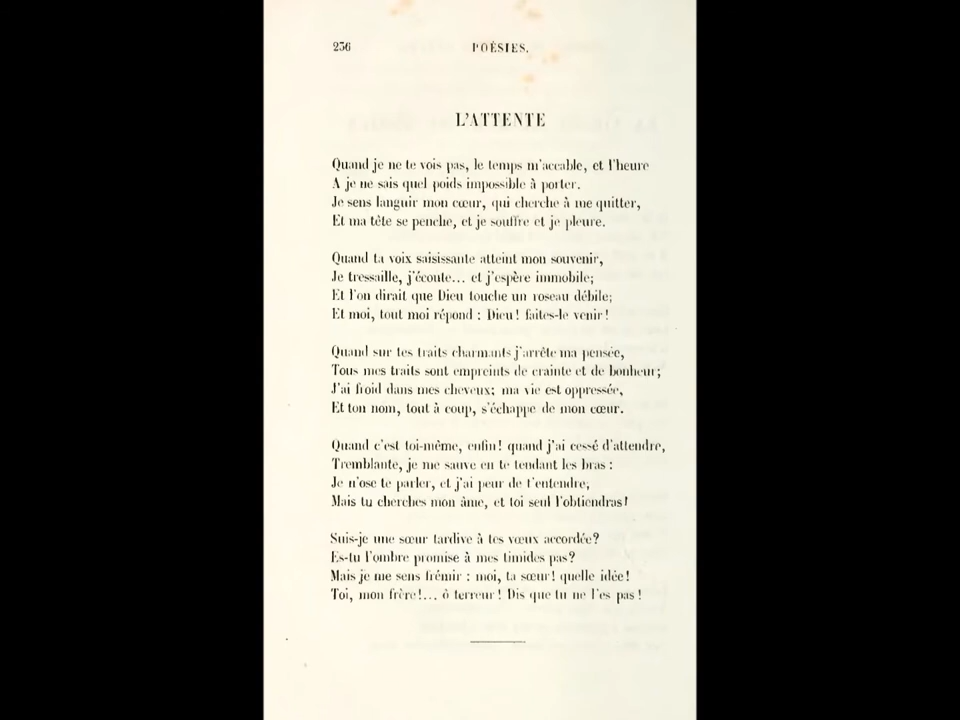 236
POÉSIES.
L'ATTENTE
Quand je ne te vois pas, le temps m'accable, et l'heure
A je ne sais quel poids impossible à porter.
Je sens languir mon cœur, qui cherche à me quitter,
Et ma tête se penche, et je souffre et je pleure.
Quand ta voix saisissante atteint mon souvenir,
Je tressaille, j'écoute... et j'espère immobile;
Et l'on dirait que Dieu touche un roseau débile;
Et moi, tout moi répond : Dieu! faites-le venir!
Quand sur tes traits charmants j'arrête ma pensée,
Tous mes traits sont empreints de crainte et de bonheur;
J'ai froid dans mes cheveux; ma vie est oppressée,
Et ton nom, tout à coup, s'échappe de mon cœur.
Quand c'est toi-même, enfin! quand j'ai cessé d'attendre,
Tremblante, je me sauve en te tendant les bras :
Je n'ose te parler, et j'ai peur de t'entendre;
Mais tu cherches mon âme, et toi seul l'obtiendras!
Suis-je une sœur tardive à tes vœux accordée?
Es-tu l'ombre promise à mes timides pas?
Mais je me sens frémir : moi, ta sœur! quelle idée!
Toi, mon frère!... ô terreur! Dis que tu ne l'es pas!